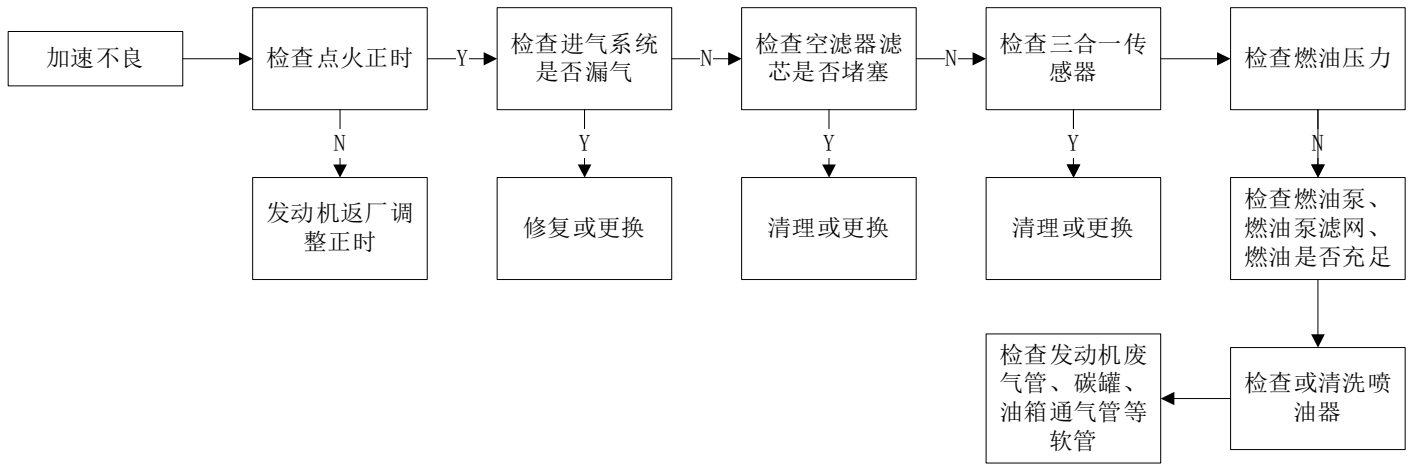 加速不良
检查点火正时
Y
检查进气系统
是否漏气
N
检查空滤器滤
芯是否堵塞
N
检查三合一传
感器
检查燃油压力
N
Y
Y
Y
N
发动机返厂调
整正时
修复或更换
清理或更换
清理或更换
检查燃油泵、
燃油泵滤网、
燃油是否充足
检查发动机废
气管、碳罐、
油箱通气管等
软管
检查或清洗喷
油器